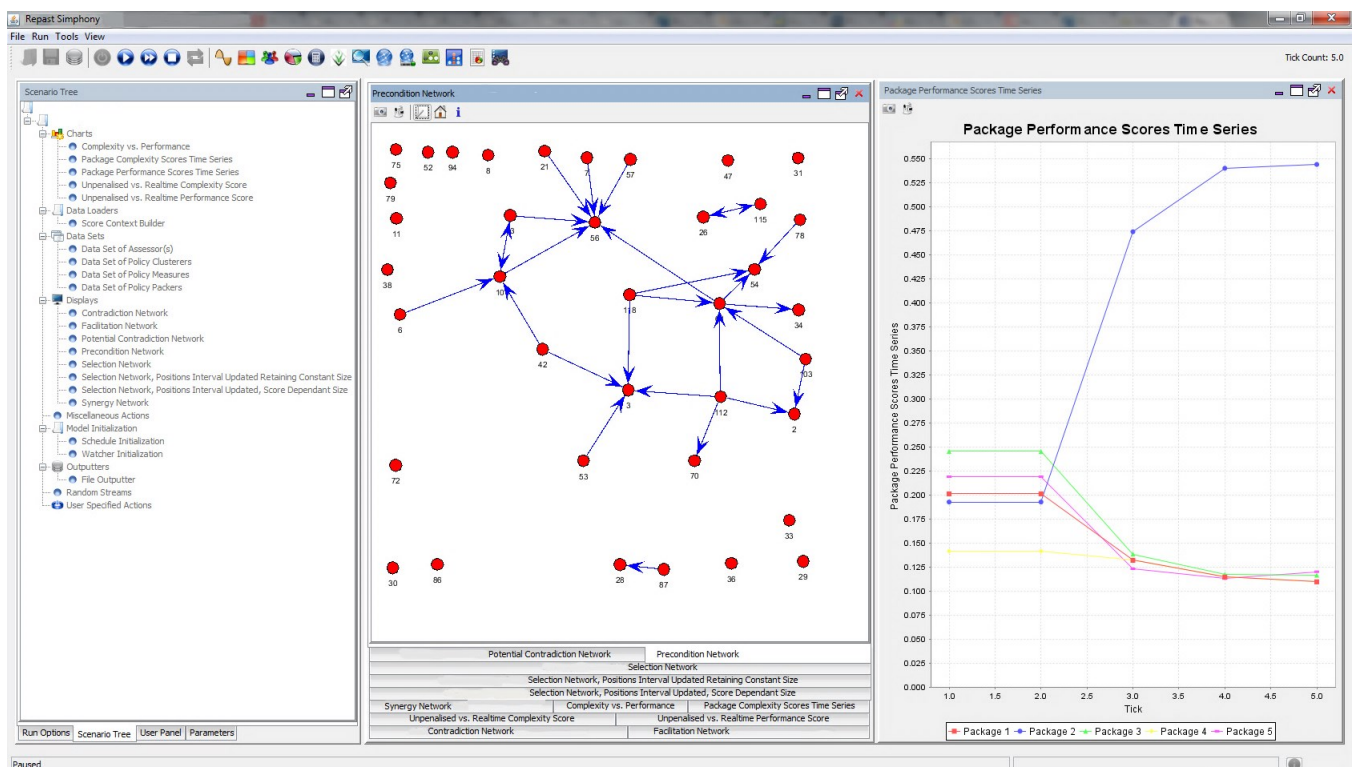 Repast Simphony
File Run Tools View
Tick Count: 5.0
Scenario Tree
Charts
Complexity vs. Performance
Package Complexity Scores Time Series
Package Performance Scores Time Series
Unpenalised vs. Realtime Complexity Score
Unpenalised vs. Realtime Performance Score
Data Loaders
Score Context Builder
Data Sets
Data Set of Assessor(s)
Data Set of Policy Clusterers
Data Set of Policy Measures
Data Set of Policy Packers
Displays
Contradiction Network
Facilitation Network
Potential Contradiction Network
Precondition Network
Selection Network
Selection Network, Positions Interval Updated Retaining Constant Size
Selection Network, Positions Interval Updated, Score Dependant Size
Synergy Network
Miscellaneous Actions
Model Initialization
Schedule Initialization
Watcher Initialization
Outputters
File Outputter
Random Streams
User Specified Actions
Run Options Scenario Tree User Panel Parameters
Paused
Precondition Network
75 52 94 8 21 7 57 47 31
79
11 56 26 115 78
38 10 54
6 118 34
42 103
3 112 2
72 53 70
33
30 86 28 87 36 29
Potential Contradiction Network Precondition Network
Selection Network
Selection Network, Positions Interval Updated Retaining Constant Size
Selection Network, Positions Interval Updated, Score Dependant Size
Synergy Network Complexity vs. Performance Package Complexity Scores Time Series
Unpenalised vs. Realtime Complexity Score Unpenalised vs. Realtime Performance Score
Contradiction Network Facilitation Network
Package Performance Scores Time Series
Package Performance Scores Time Series
Package Performance Scores Time Series
0.550
0.525
0.500
0.475
0.450
0.425
0.400
0.375
0.350
0.325
0.300
0.275
0.250
0.225
0.200
0.175
0.150
0.125
0.100
0.075
0.050
0.025
0.000
1.0 1.5 2.0 2.5 3.0 3.5 4.0 4.5 5.0
Tick
Package 1 Package 2 Package 3 Package 4 Package 5